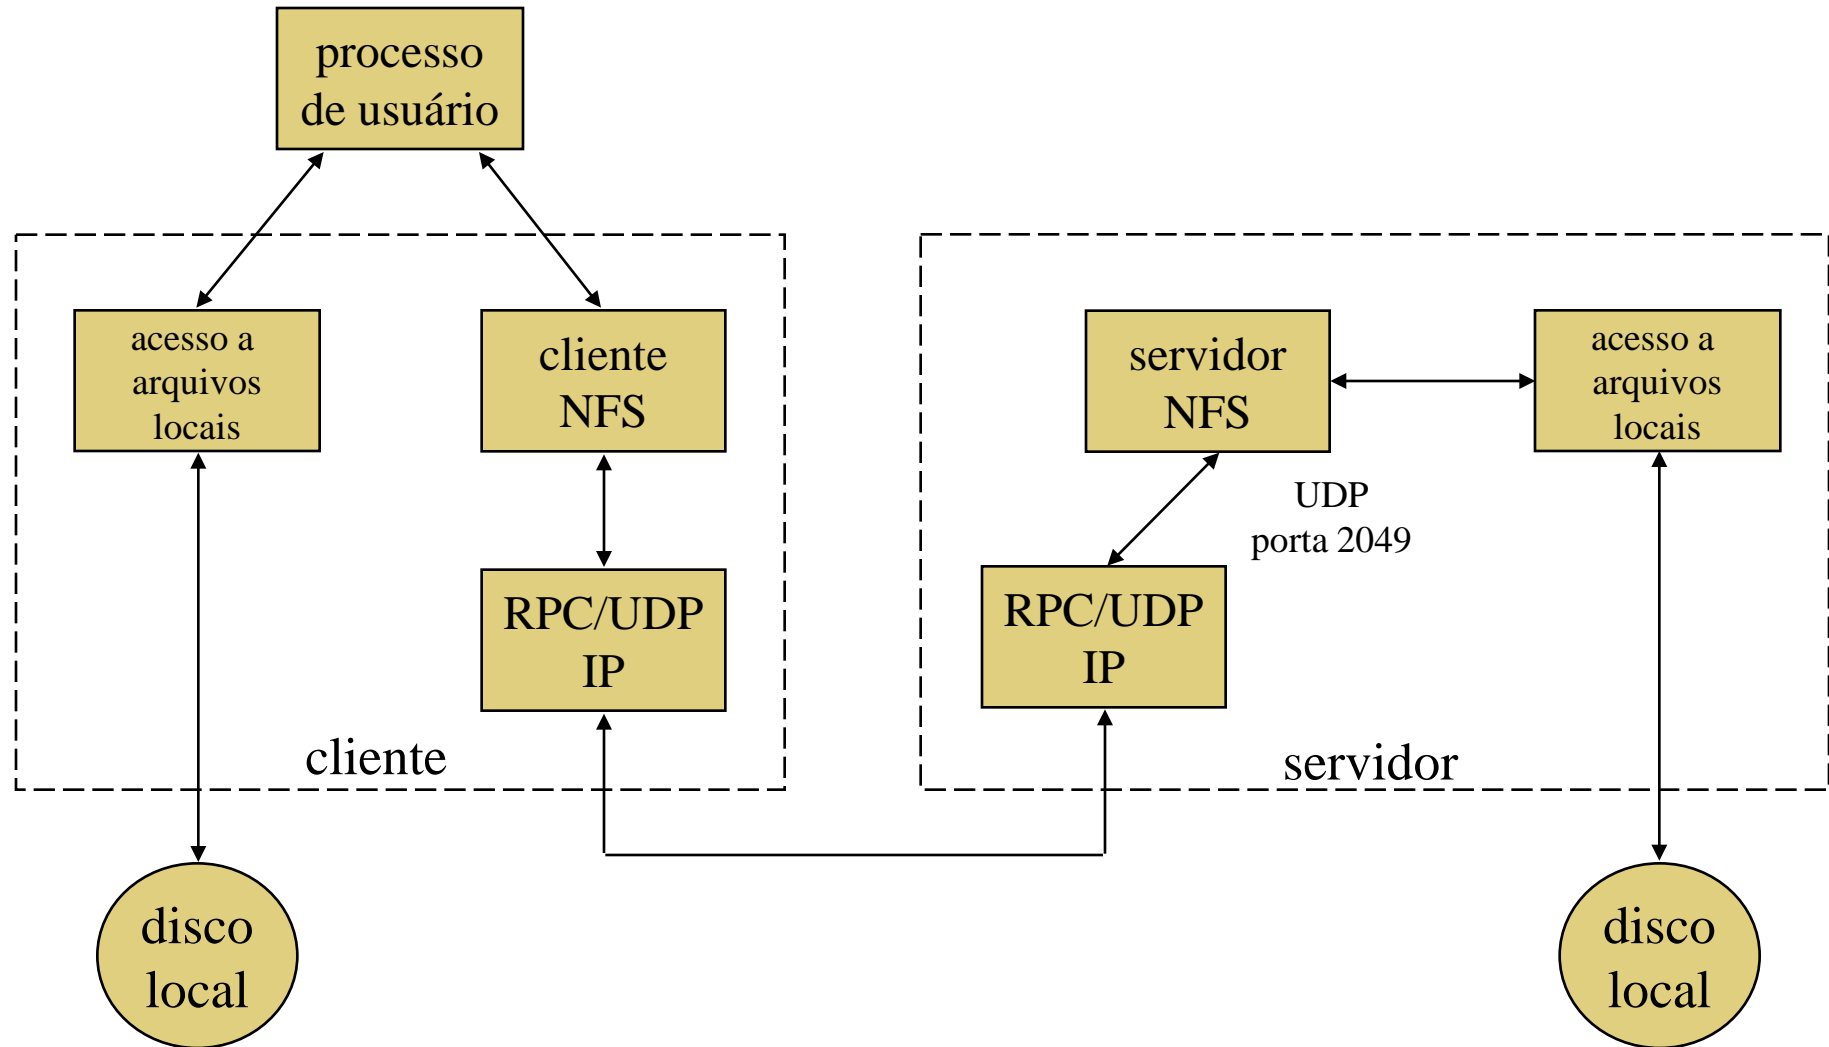 processo
de usuário
acesso a
arquivos
locais
cliente
NFS
servidor
NFS
acesso a
arquivos
locais
UDP
porta 2049
RPC/UDP
IP
RPC/UDP
IP
cliente
servidor
disco
local
disco
local